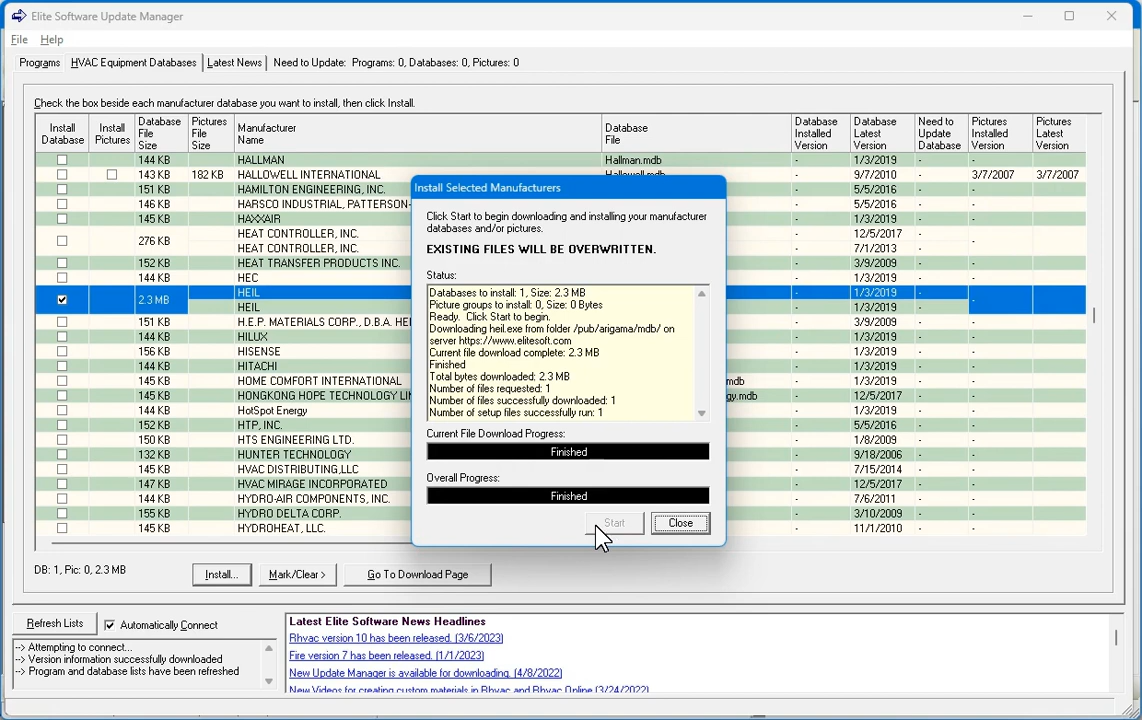 Elite Software Update Manager
File Help
Programs HVAC Equipment Databases Latest News Need to Update: Programs: 0, Databases: 0, Pictures: 0
Check the box beside each manufacturer database you want to install, then click Install.
Install Database Install Pictures Database File Size Pictures File Size Manufacturer Name Database File Database Installed Version Database Latest Version Need to Update Database Pictures Installed Version Pictures Latest Version
144 KB HALLMAN Hallman.mdb - 1/3/2019 - -
143 KB 182 KB HALLOWELL INTERNATIONAL Hallowell.mdb - 9/7/2010 - 3/7/2007 3/7/2007
151 KB HAMILTON ENGINEERING, INC. - 5/5/2016 - -
146 KB HARSCO INDUSTRIAL, PATTERSON- - 5/5/2016 - -
145 KB HAXXAIR - 1/3/2019 - -
276 KB HEAT CONTROLLER, INC. - 12/5/2017 - -
HEAT CONTROLLER, INC. - 7/1/2013 -
152 KB HEAT TRANSFER PRODUCTS INC. - 3/9/2009 - -
144 KB HEC - 1/3/2019 - -
2.3 MB HEIL - 1/3/2019 - -
HEIL - 1/3/2019 -
151 KB H.E.P. MATERIALS CORP., D.B.A. HE - 3/9/2009 - -
144 KB HILUX - 1/3/2019 - -
156 KB HISENSE - 1/3/2019 - -
144 KB HITACHI - 1/3/2019 - -
145 KB HOME COMFORT INTERNATIONAL mdb - 1/3/2019 - -
145 KB HONGKONG HOPE TECHNOLOGY LI gy.mdb - 12/5/2017 - -
144 KB HotSpot Energy - 1/3/2019 - -
152 KB HTP, INC. - 5/5/2016 - -
150 KB HTS ENGINEERING LTD. - 1/8/2009 - -
132 KB HUNTER TECHNOLOGY - 9/18/2006 - -
145 KB HVAC DISTRIBUTING,LLC - 7/15/2014 - -
147 KB HVAC MIRAGE INCORPORATED - 12/5/2017 - -
144 KB HYDRO-AIR COMPONENTS, INC. - 7/6/2011 - -
155 KB HYDRO DELTA CORP. - 3/10/2009 - -
145 KB HYDROHEAT, LLC. - 11/1/2010 - -
Install Selected Manufacturers
Click Start to begin downloading and installing your manufacturer
databases and/or pictures.
EXISTING FILES WILL BE OVERWRITTEN.
Status:
Databases to install: 1, Size: 2.3 MB
Picture groups to install: 0, Size: 0 Bytes
Ready. Click Start to begin.
Downloading heil.exe from folder /pub/arigama/mdb/ on
server https://www.elitesoft.com
Current file download complete: 2.3 MB
Finished
Total bytes downloaded: 2.3 MB
Number of files requested: 1
Number of files successfully downloaded: 1
Number of setup files successfully run: 1
Current File Download Progress:
Finished
Overall Progress:
Finished
Start Close
DB: 1, Pic: 0, 2.3 MB Install... Mark/Clear > Go To Download Page
Refresh Lists Automatically Connect
-> Attempting to connect...
-> Version information successfully downloaded
-> Program and database lists have been refreshed
Latest Elite Software News Headlines
Rhvac version 10 has been released. (3/6/2023)
Fire version 7 has been released. (1/1/2023)
New Update Manager is available for downloading. (4/8/2022)
New Videos for creating custom materials in Rhvac and Rhvac Online (3/24/2022)